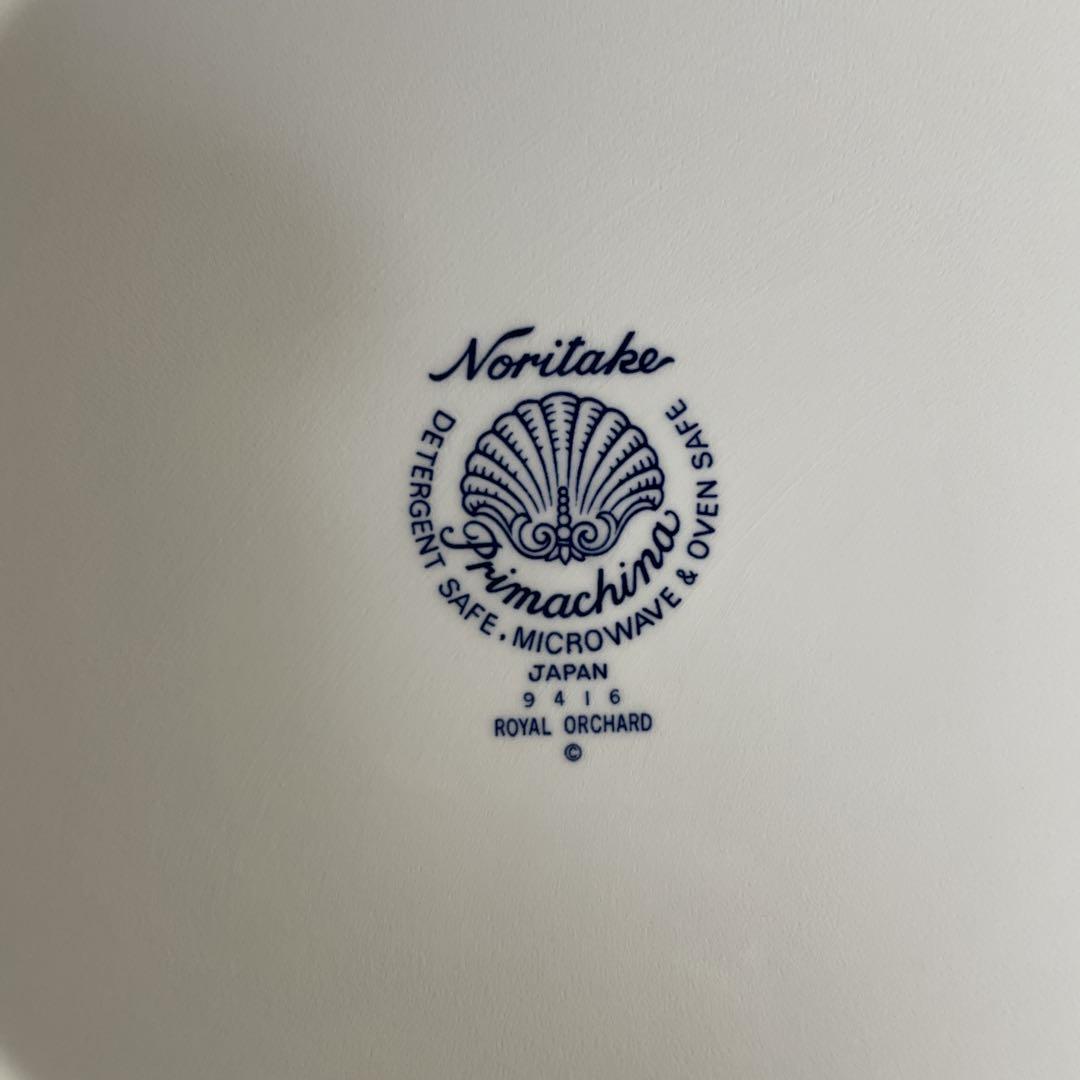 Noritake
DETERGENT SAFE. MICROWAVE & OVEN SAFE
Primachina
JAPAN
9416
ROYAL ORCHARD
©